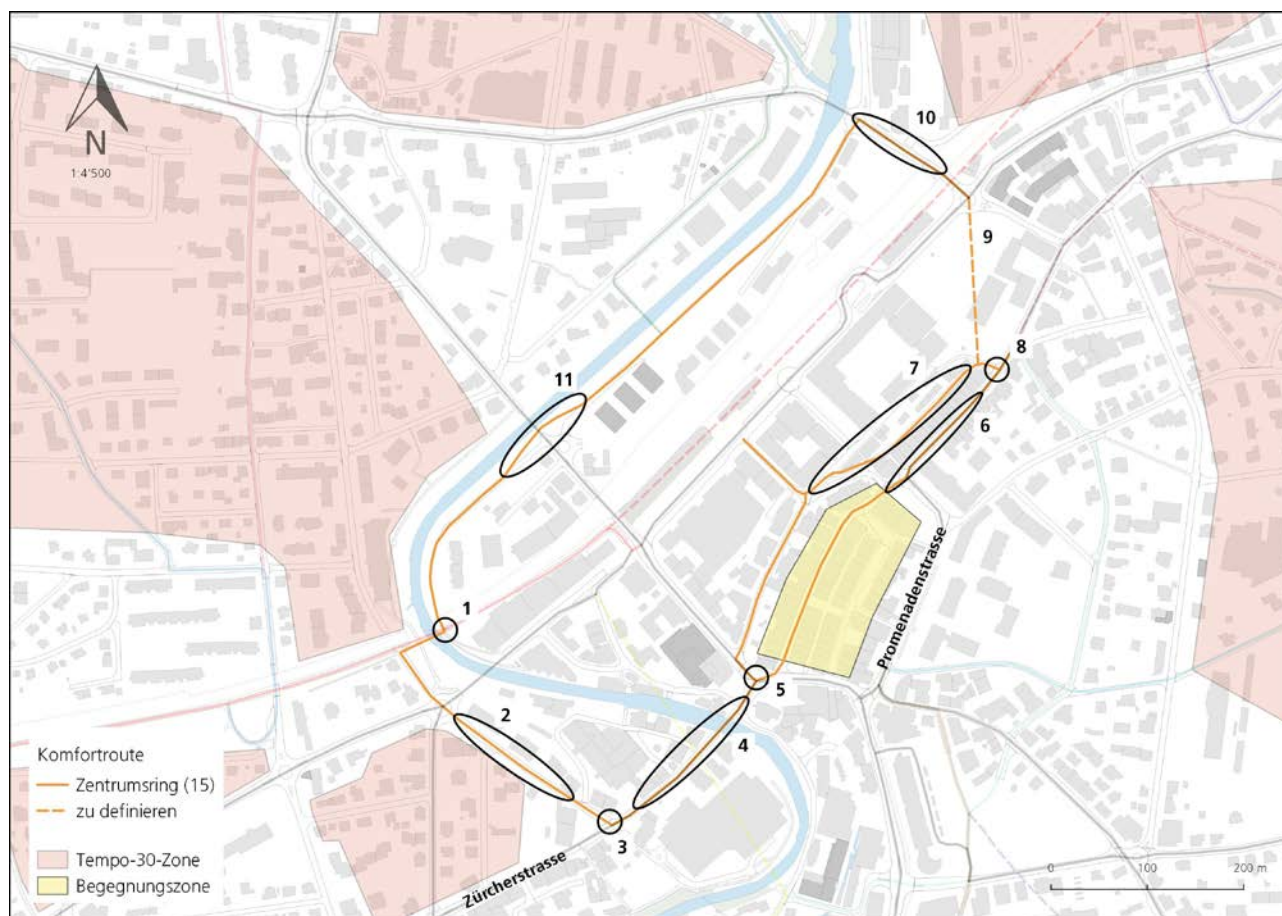 N
1:4'500
10
9
8
7
11
6
Promenadenstrasse
1
5
2
4
3
Zürcherstrasse
Komfortroute
Zentrumsring (15)
zu definieren
Tempo-30-Zone
Begegnungszone
0 100 200 m